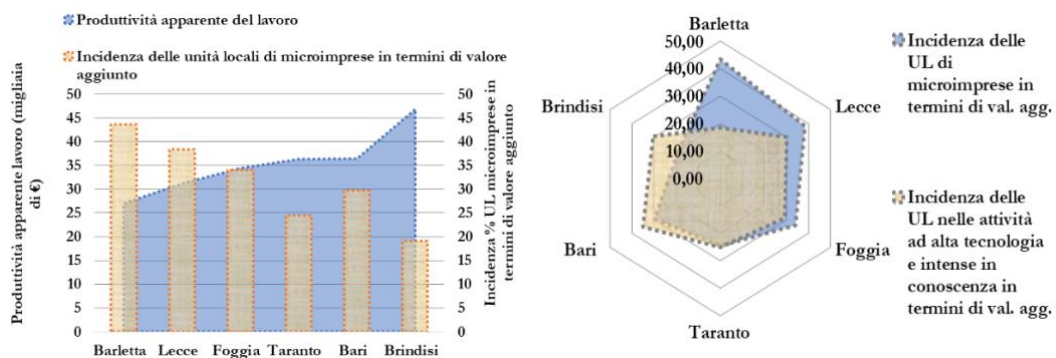 Produttività apparente del lavoro
Incidenza delle unità locali di microimprese in termini di valore
aggiunto
Produttività apparente lavoro (migliaia
di €)
50
45
40
35
30
25
20
15
10
5
0
50
45
40
35
30
25
20
15
10
5
0
Incidenza % UL microimprese in
termini di valore aggiunto
Barletta Lecce Foggia Taranto Bari Brindisi
Barletta
50,00
40,00
30,00
20,00
10,00
0,00
Brindisi
Lecce
Bari
Foggia
Taranto
Incidenza delle
UL di
microimprese in
termini di val. agg.
Incidenza delle
UL nelle attività
ad alta tecnologia
e intense in
conoscenza in
termini di val. agg.